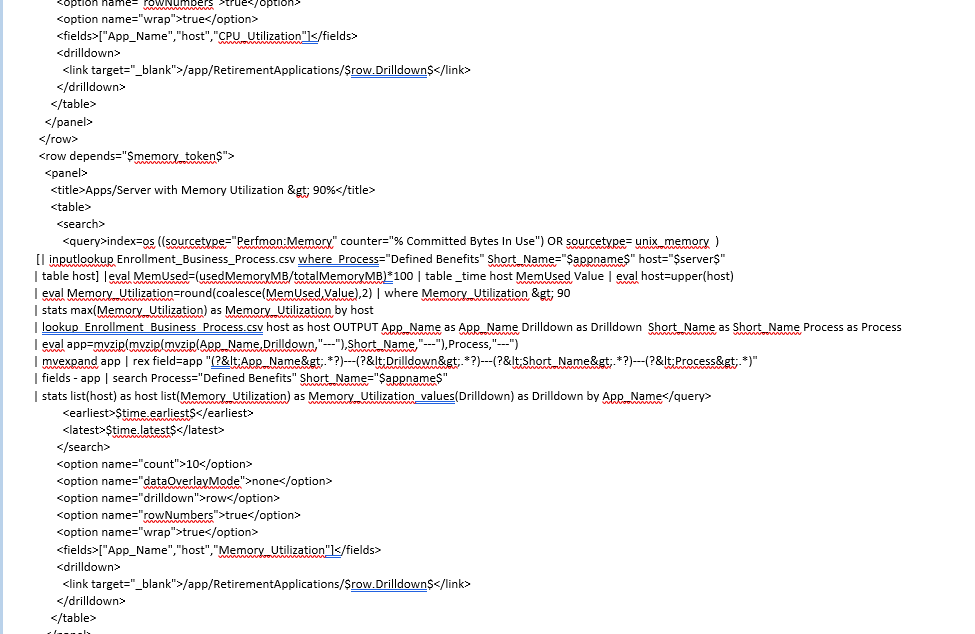 <option name="rowNumbers">true</option>
<option name="wrap">true</option>
<fields>["App_Name","host","CPU_Utilization"]</fields>
<drilldown>
<link target="_blank">/app/RetirementApplications/$row.Drilldown$</link>
</drilldown>
</table>
</panel>
</row>
<row depends="$memory_token$">
<panel>
<title>Apps/Server with Memory Utilization &gt; 90%</title>
<table>
<search>
<query>index=os ((sourcetype="Perfmon:Memory" counter="% Committed Bytes In Use") OR sourcetype= unix_memory  )
[| inputlookup Enrollment_Business_Process.csv where Process="Defined Benefits" Short_Name="$appname$" host="$server$"
| table host] |eval MemUsed=(usedMemoryMB/totalMemoryMB)*100 | table _time host MemUsed Value | eval host=upper(host)
| eval Memory_Utilization=round(coalesce(MemUsed,Value),2) | where Memory_Utilization &gt; 90
| stats max(Memory_Utilization) as Memory_Utilization by host
| lookup Enrollment_Business_Process.csv host as host OUTPUT App_Name as App_Name Drilldown as Drilldown  Short_Name as Short_Name Process as Process
| eval app=mvzip(mvzip(mvzip(App_Name,Drilldown,"---"),Short_Name,"---"),Process,"---")
| mvexpand app | rex field=app "(?&lt;App_Name&gt;.*?)---(?&lt;Drilldown&gt;.*?)---(?&lt;Short_Name&gt;.*?)---(?&lt;Process&gt;.*)"
| fields - app | search Process="Defined Benefits" Short_Name="$appname$"
| stats list(host) as host list(Memory_Utilization) as Memory_Utilization values(Drilldown) as Drilldown by App_Name</query>
<earliest>$time.earliest$</earliest>
<latest>$time.latest$</latest>
</search>
<option name="count">10</option>
<option name="dataOverlayMode">none</option>
<option name="drilldown">row</option>
<option name="rowNumbers">true</option>
<option name="wrap">true</option>
<fields>["App_Name","host","Memory_Utilization"]</fields>
<drilldown>
<link target="_blank">/app/RetirementApplications/$row.Drilldown$</link>
</drilldown>
</table>